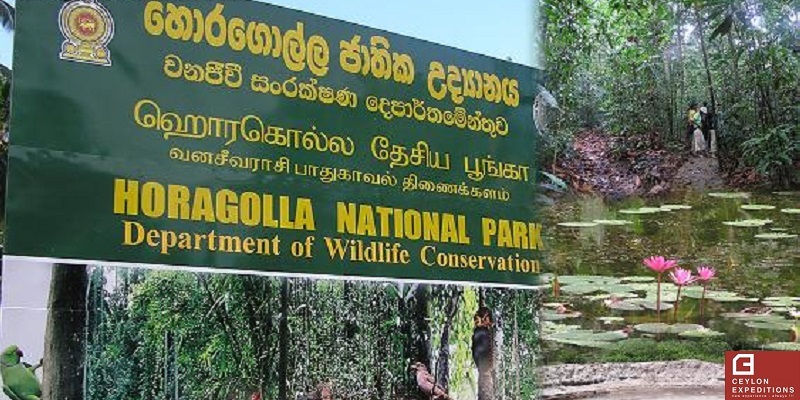 හොරගොල්ල ජාතික උද්‍යානය
වනජීවී සංරක්ෂණ දෙපාර්තමේන්තුව
ஹொரகொல்ல தேசிய பூங்கா
வனசீவராசி பாதுகாவல் திணைக்களம்
HORAGOLLA NATIONAL PARK
Department of Wildlife Conservation
CEYLON
EXPEDITIONS